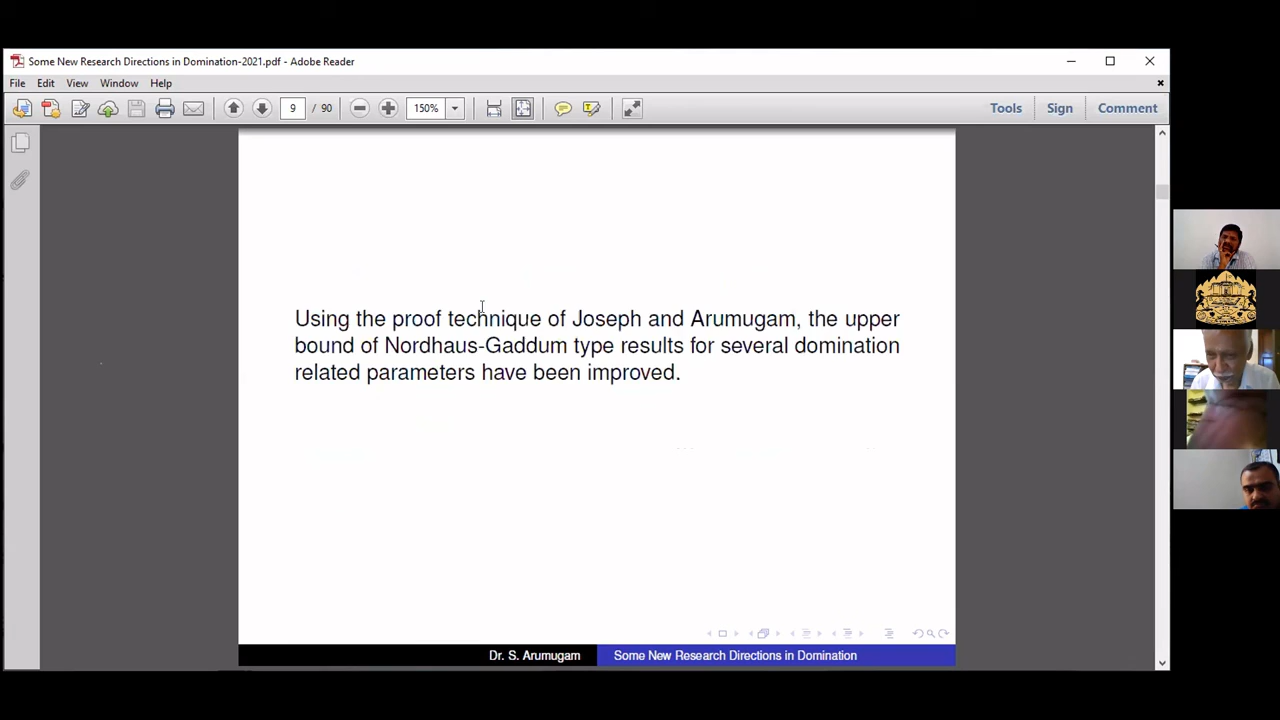 Some New Research Directions in Domination-2021.pdf - Adobe Reader
File Edit View Window Help
9 / 90 150% Tools Sign Comment
Using the proof technique of Joseph and Arumugam, the upper
bound of Nordhaus-Gaddum type results for several domination
related parameters have been improved.
Dr. S. Arumugam Some New Research Directions in Domination